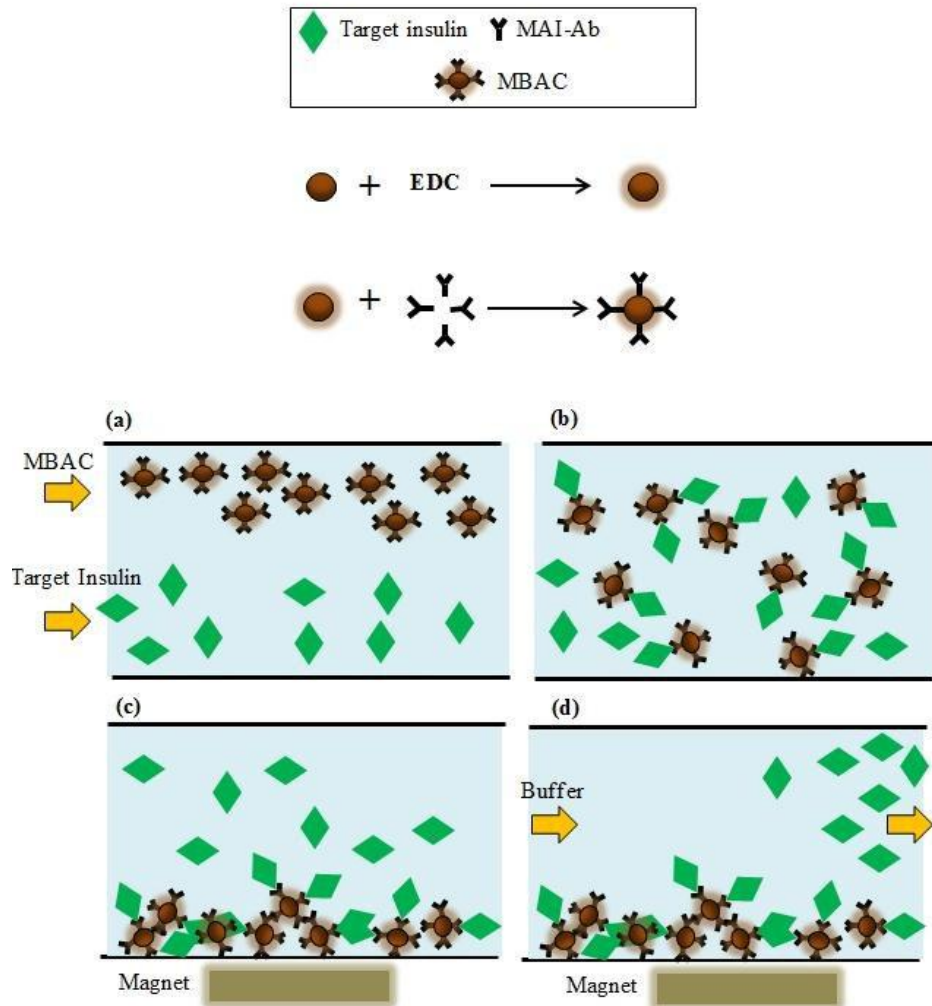 Target insulin MAI-Ab
MBAC
+ EDC
+
(a) (b)
MBAC
Target Insulin
(c) (d)
Buffer
Magnet Magnet